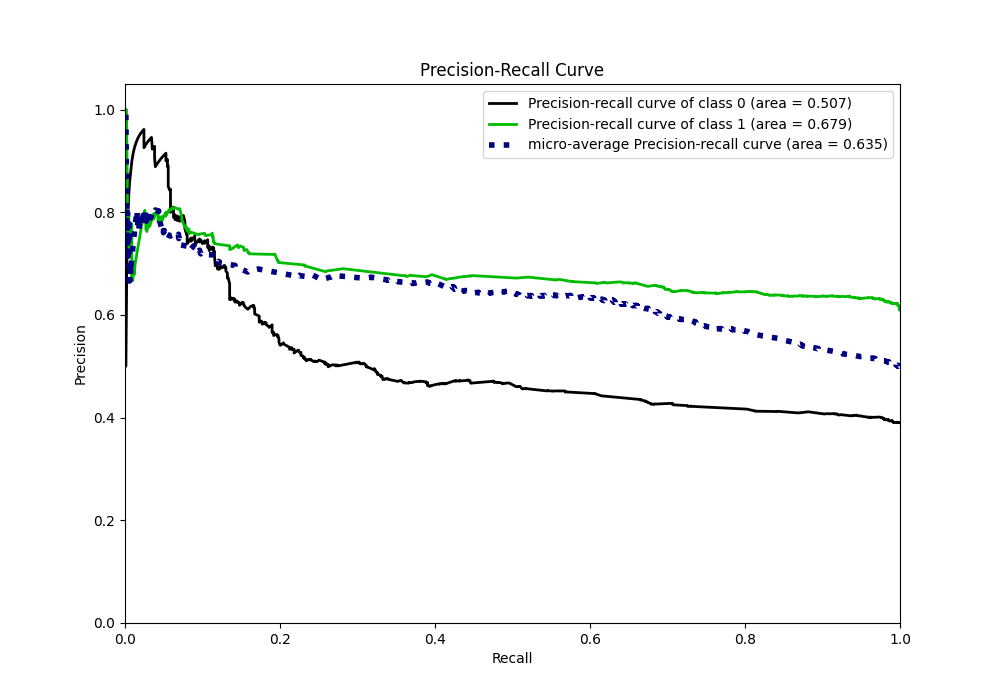 Precision-Recall Curve
Precision-recall curve of class 0 (area = 0.507)
Precision-recall curve of class 1 (area = 0.679)
micro-average Precision-recall curve (area = 0.635)
1.0
0.8
0.6
0.4
0.2
0.0
Precision
0.0 0.2 0.4 0.6 0.8 1.0
Recall